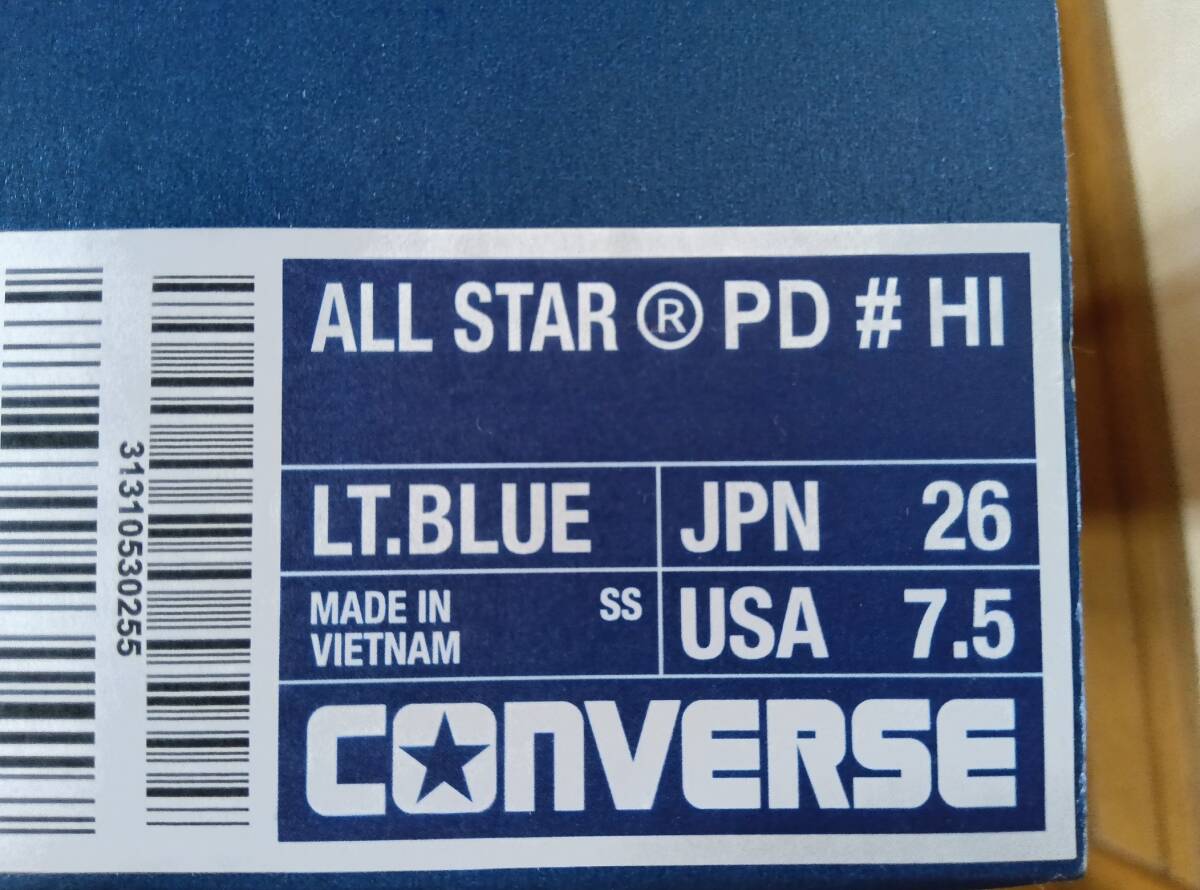 ALL STAR ® PD # HI
LT.BLUE
JPN 26
MADE IN
VIETNAM
SS
USA 7.5
CONVERSE
31310530255